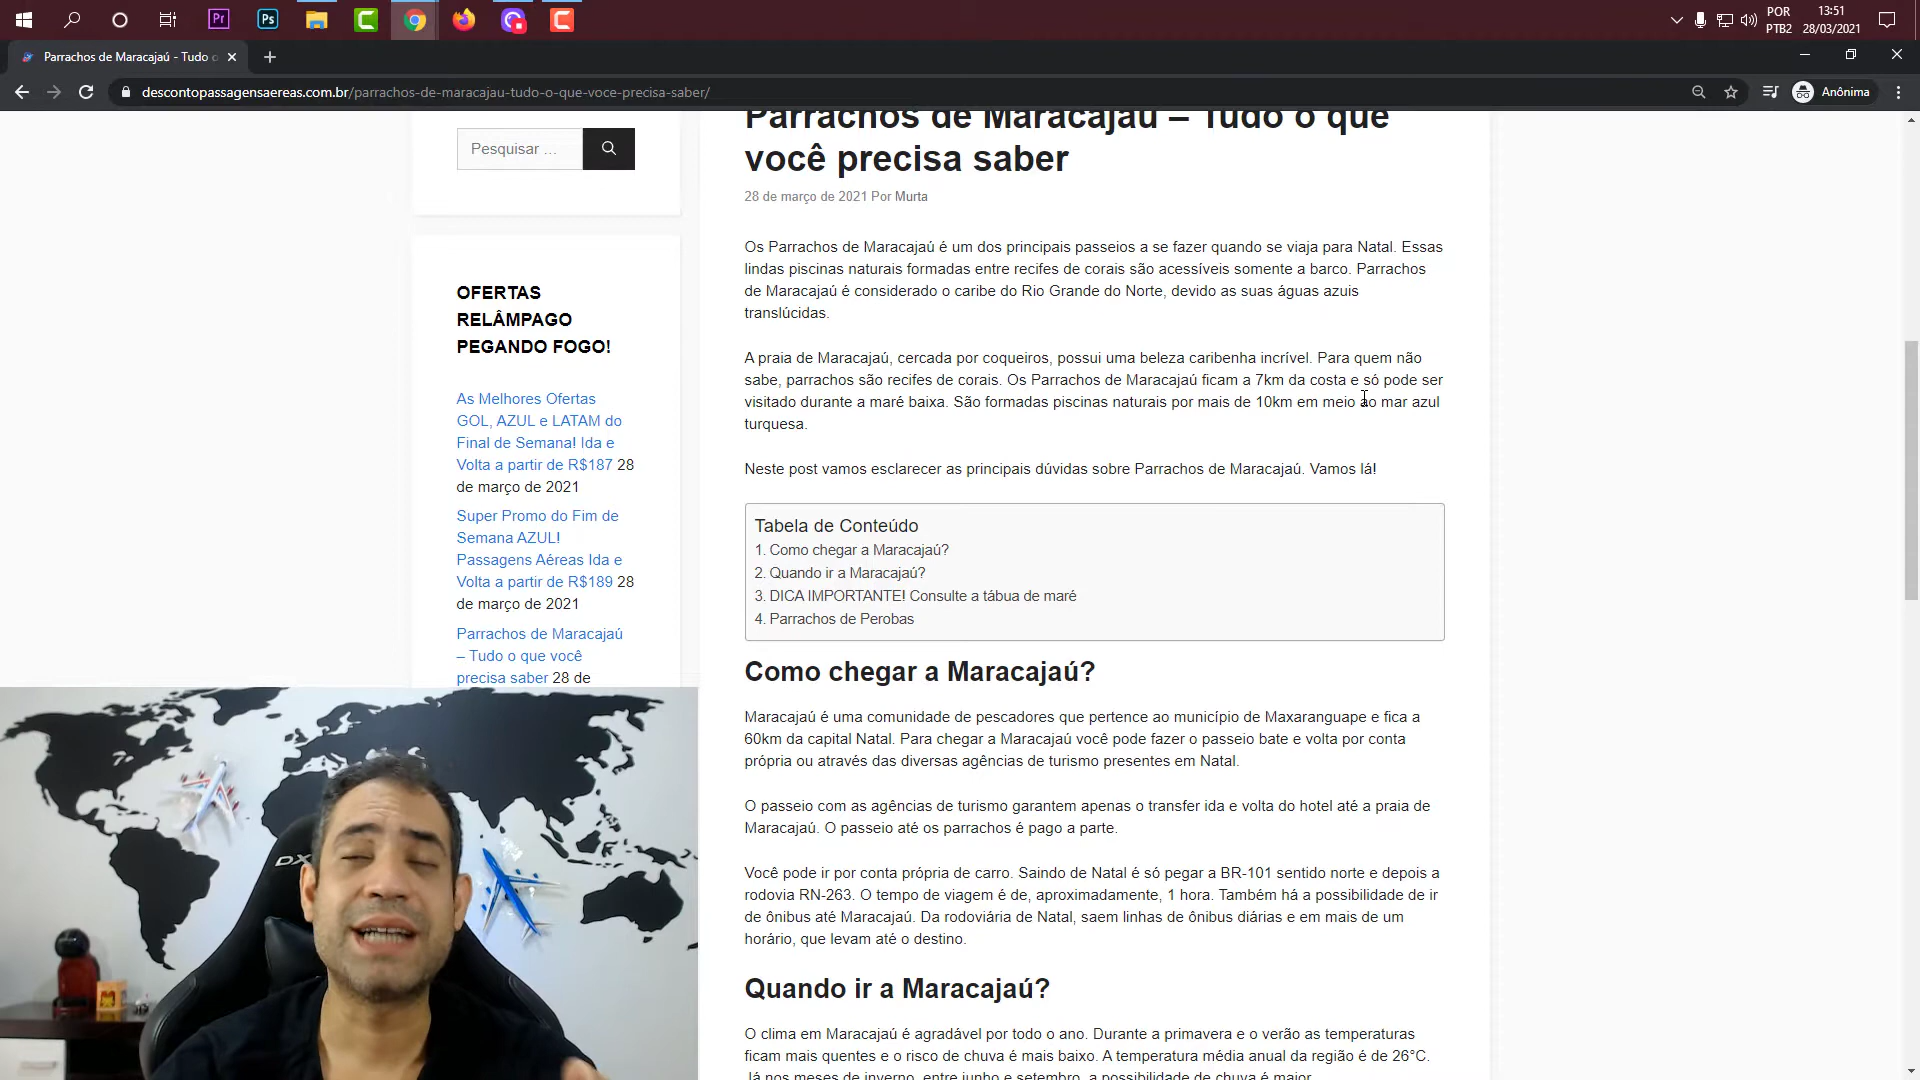 Pr
Ps
POR
PTB2
13:51
28/03/2021
Parrachos de Maracajaú - Tudo o
descontopassagensaereas.com.br/parrachos-de-maracajau-tudo-o-que-voce-precisa-saber/
Anônima
Pesquisar …
OFERTAS
RELÂMPAGO
PEGANDO FOGO!
As Melhores Ofertas
GOL, AZUL e LATAM do
Final de Semana! Ida e
Volta a partir de R$187 28
de março de 2021
Super Promo do Fim de
Semana AZUL!
Passagens Aéreas Ida e
Volta a partir de R$189 28
de março de 2021
Parrachos de Maracajaú
– Tudo o que você
precisa saber 28 de
Parrachos de Maracajaú – Tudo o que
você precisa saber
28 de março de 2021 Por Murta
Os Parrachos de Maracajaú é um dos principais passeios a se fazer quando se viaja para Natal. Essas
lindas piscinas naturais formadas entre recifes de corais são acessíveis somente a barco. Parrachos
de Maracajaú é considerado o caribe do Rio Grande do Norte, devido as suas águas azuis
translúcidas.
A praia de Maracajaú, cercada por coqueiros, possui uma beleza caribenha incrível. Para quem não
sabe, parrachos são recifes de corais. Os Parrachos de Maracajaú ficam a 7km da costa e só pode ser
visitado durante a maré baixa. São formadas piscinas naturais por mais de 10km em meio ao mar azul
turquesa.
Neste post vamos esclarecer as principais dúvidas sobre Parrachos de Maracajaú. Vamos lá!
Tabela de Conteúdo
1. Como chegar a Maracajaú?
2. Quando ir a Maracajaú?
3. DICA IMPORTANTE! Consulte a tábua de maré
4. Parrachos de Perobas
Como chegar a Maracajaú?
Maracajaú é uma comunidade de pescadores que pertence ao município de Maxaranguape e fica a
60km da capital Natal. Para chegar a Maracajaú você pode fazer o passeio bate e volta por conta
própria ou através das diversas agências de turismo presentes em Natal.
O passeio com as agências de turismo garantem apenas o transfer ida e volta do hotel até a praia de
Maracajaú. O passeio até os parrachos é pago a parte.
Você pode ir por conta própria de carro. Saindo de Natal é só pegar a BR-101 sentido norte e depois a
rodovia RN-263. O tempo de viagem é de, aproximadamente, 1 hora. Também há a possibilidade de ir
de ônibus até Maracajaú. Da rodoviária de Natal, saem linhas de ônibus diárias e em mais de um
horário, que levam até o destino.
Quando ir a Maracajaú?
O clima em Maracajaú é agradável por todo o ano. Durante a primavera e o verão as temperaturas
ficam mais quentes e o risco de chuva é mais baixo. A temperatura média anual da região é de 26°C.
Já nos meses de inverno, entre junho e setembro, a possibilidade de chuva é maior.
DX